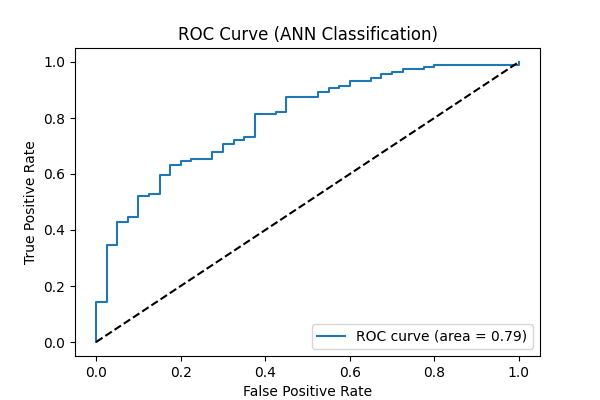 ROC Curve (ANN Classification)
True Positive Rate
1.0
0.8
0.6
0.4
0.2
0.0
ROC curve (area = 0.79)
0.0 0.2 0.4 0.6 0.8 1.0
False Positive Rate